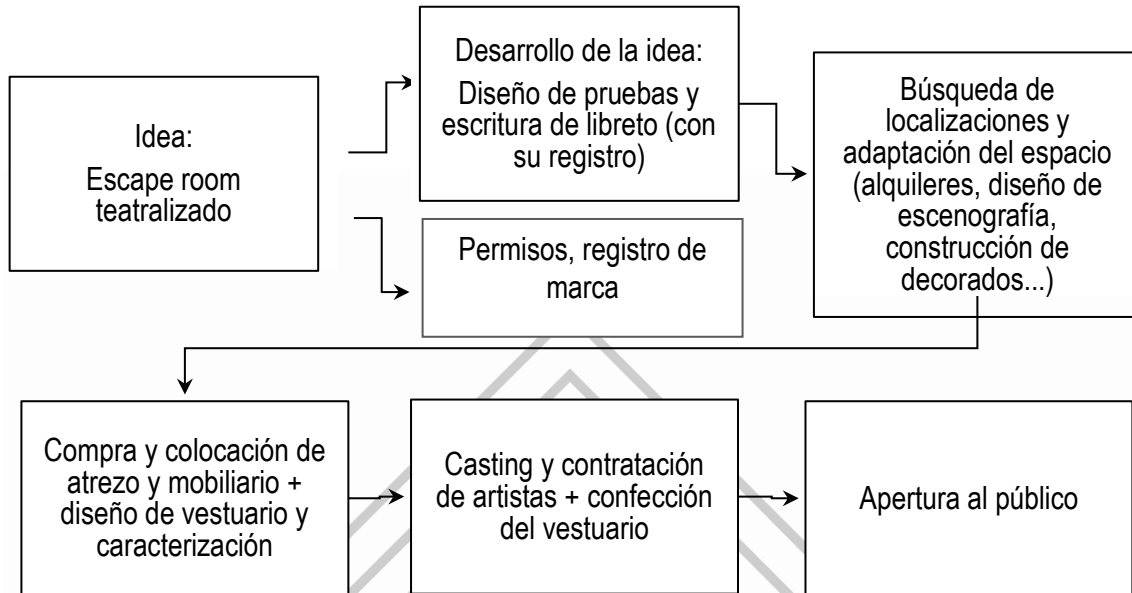 Idea:
Escape room
teatralizado
Desarrollo de la idea:
Diseño de pruebas y
escritura de libreto (con
su registro)
Permisos, registro de
marca
Búsqueda de
localizaciones y
adaptación del espacio
(alquileres, diseño de
escenografía,
construcción de
decorados...)
Compra y colocación de
atrezo y mobiliario +
diseño de vestuario y
caracterización
Casting y contratación
de artistas + confección
del vestuario
Apertura al público